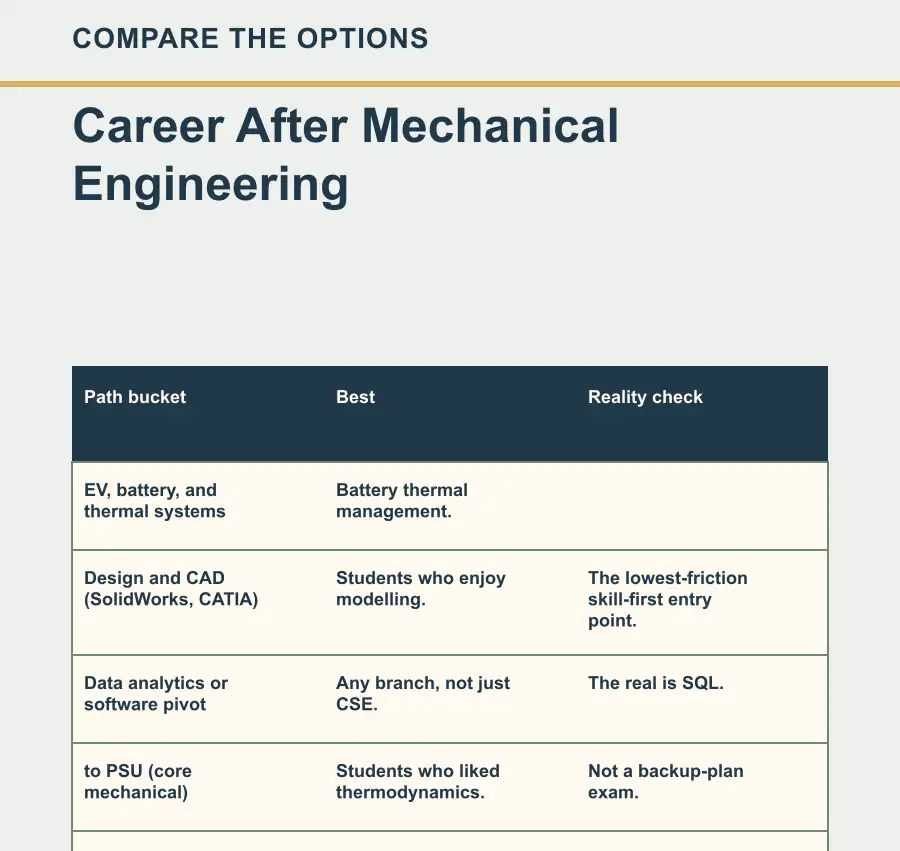 COMPARE THE OPTIONS
Career After Mechanical
Engineering
Path bucket
Best
Reality check
EV, battery, and
thermal systems
Battery thermal
management.
Design and CAD
(SolidWorks, CATIA)
Students who enjoy
modelling.
The lowest-friction
skill-first entry
point.
Data analytics or
software pivot
Any branch, not just
CSE.
The real is SQL.
to PSU (core
mechanical)
Students who liked
thermodynamics.
Not a backup-plan
exam.